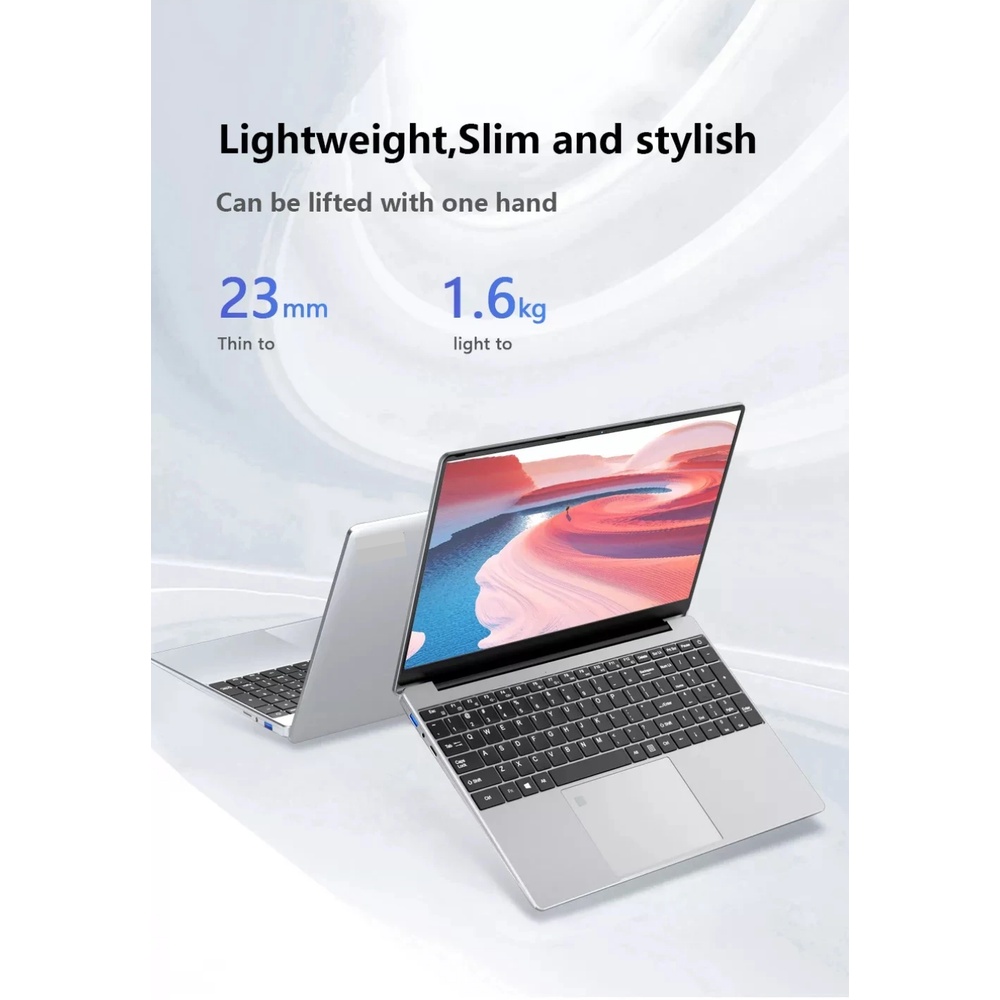 Lightweight,Slim and stylish
Can be lifted with one hand
23mm
1.6kg
Thin to
light to